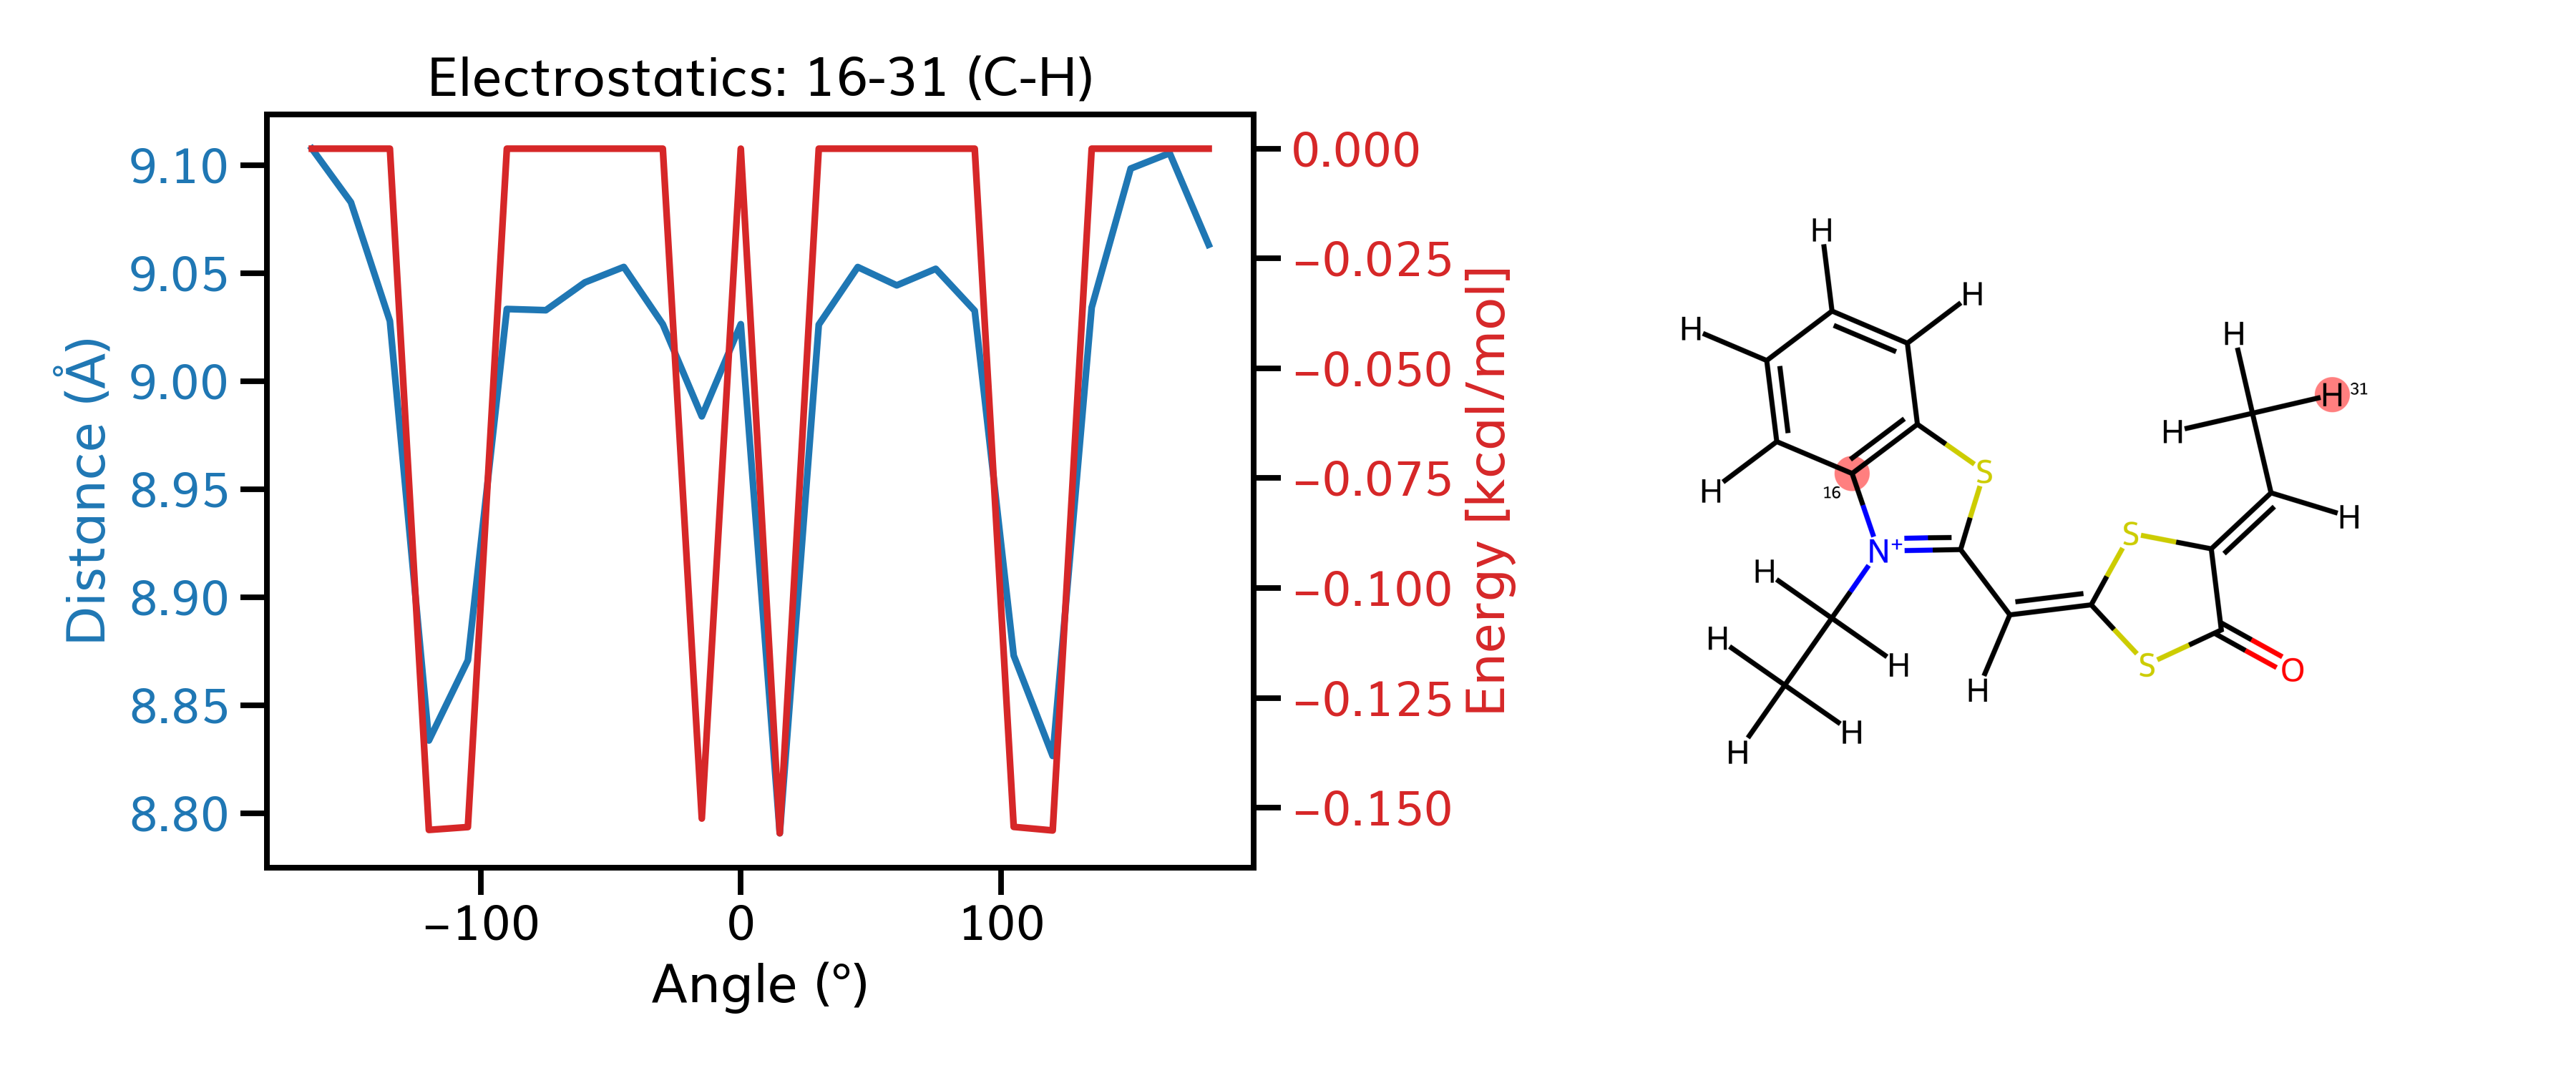 Electrostatics: 16-31 (C-H)
Distance (Å)
9.10
9.05
9.00
8.95
8.90
8.85
8.80
0.000
−0.025
−0.050
−0.075
−0.100
−0.125
−0.150
Energy [kcal/mol]
−100
0
100
Angle (°)
H
H
H
H
H
H 31
H
H
S
16
H
S
N+
H
H
H
S
O
H
H
H